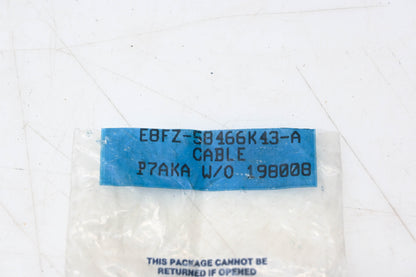 E8FZ-58466K43-A
CABLE
P7AKA W/O 198008
THIS PACKAGE CANNOT BE
RETURNED IF OPENED